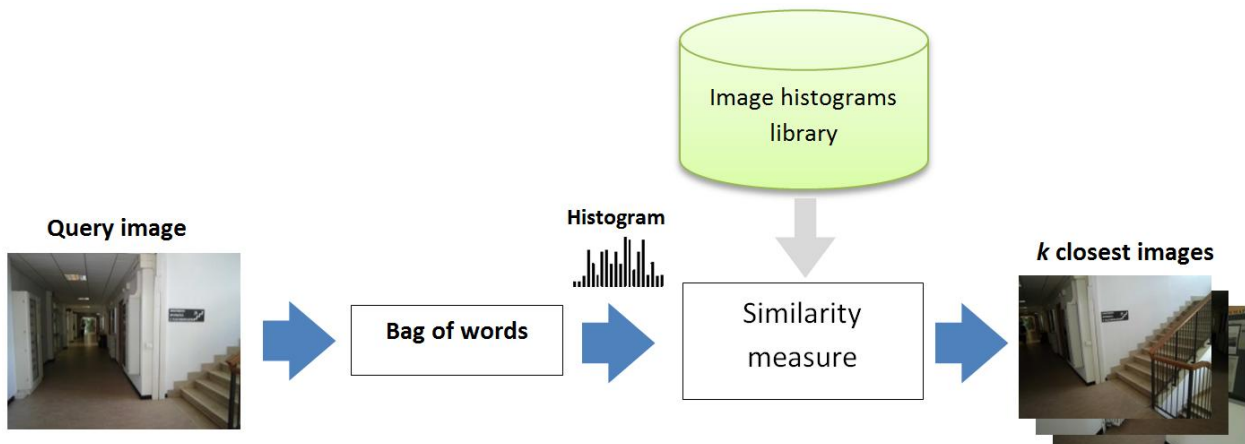 Image histograms
library
Histogram
Query image
k closest images
Bag of words
Similarity
measure